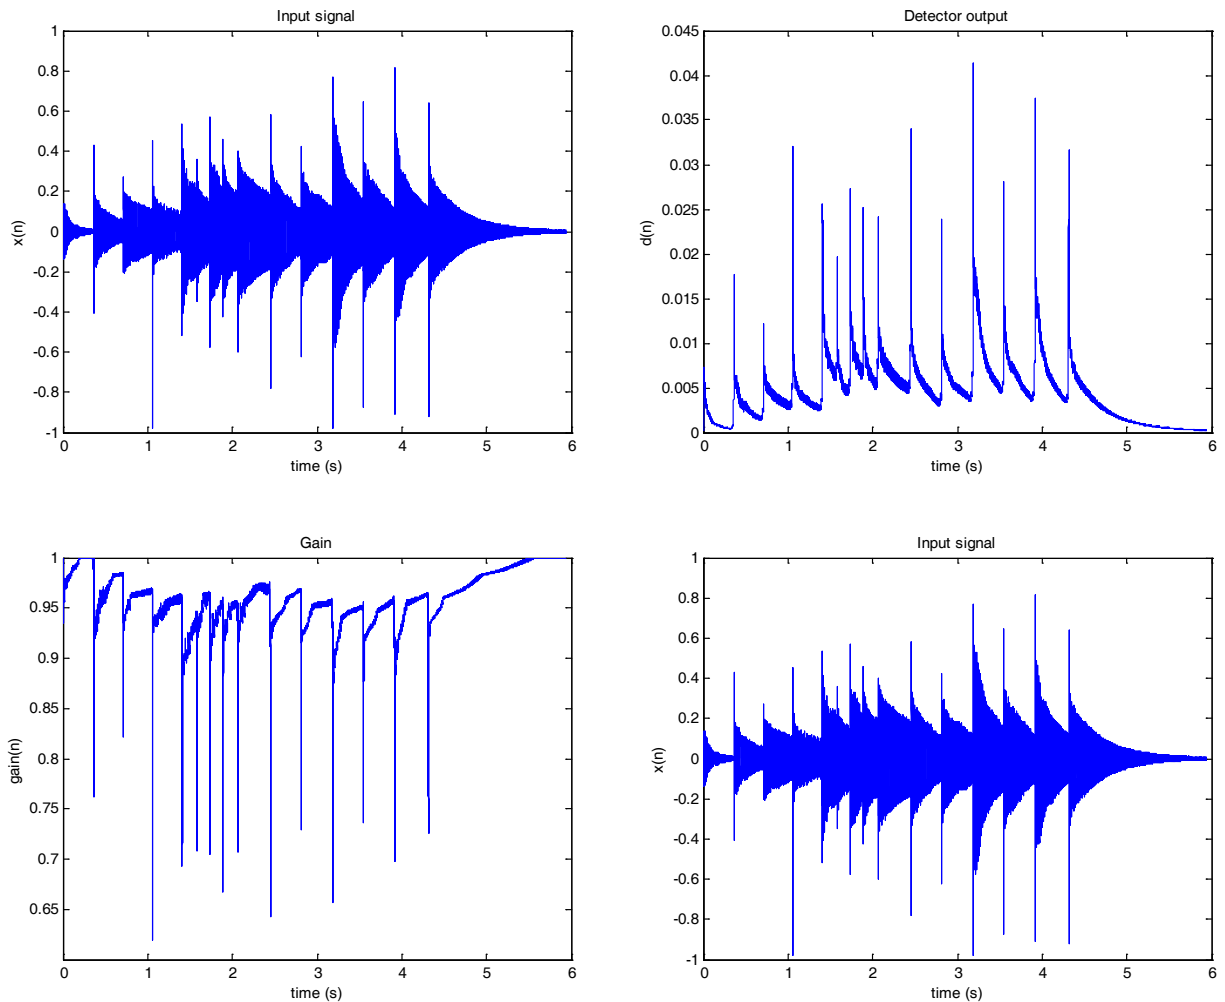 Input signal
1
0.8
0.6
0.4
0.2
0
-0.2
-0.4
-0.6
-0.8
-1
x(n)
0 1 2 3 4 5 6
time (s)
Detector output
0.045
0.04
0.035
0.03
0.025
0.02
0.015
0.01
0.005
0
d(n)
0 1 2 3 4 5 6
time (s)
Gain
1
0.95
0.9
0.85
0.8
0.75
0.7
0.65
gain(n)
0 1 2 3 4 5 6
time (s)
Input signal
1
0.8
0.6
0.4
0.2
0
-0.2
-0.4
-0.6
-0.8
-1
x(n)
0 1 2 3 4 5 6
time (s)